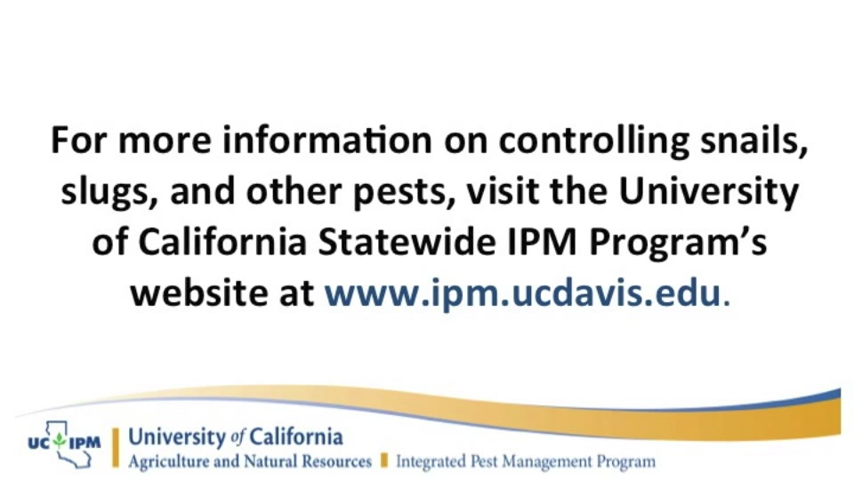 For more information on controlling snails,
slugs, and other pests, visit the University
of California Statewide IPM Program’s
website at www.ipm.ucdavis.edu.
UC IPM
University of California
Agriculture and Natural Resources Integrated Pest Management Program